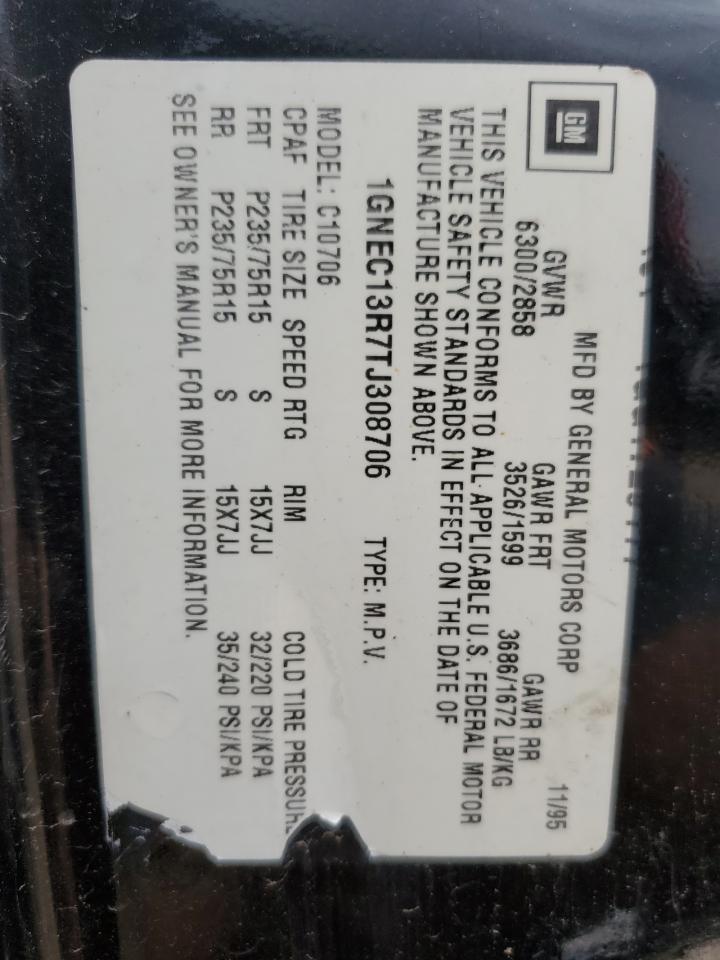 GM
MFD BY GENERAL MOTORS CORP 11/95
GVWR GAWR FRT GAWR RR
6300/2858 3526/1599 3686/1672 LB/KG
THIS VEHICLE CONFORMS TO ALL APPLICABLE U.S. FEDERAL MOTOR
VEHICLE SAFETY STANDARDS IN EFFECT ON THE DATE OF
MANUFACTURE SHOWN ABOVE.
1GNEC13R7TJ308706 TYPE: M.P.V.
MODEL: C10706
CPAF TIRE SIZE SPEED RTG RIM COLD TIRE PRESSURE
FRT P235/75R15 S 15X7JJ 32/220 PSI/KPA
RR P235/75R15 S 15X7JJ 35/240 PSI/KPA
SEE OWNER'S MANUAL FOR MORE INFORMATION.